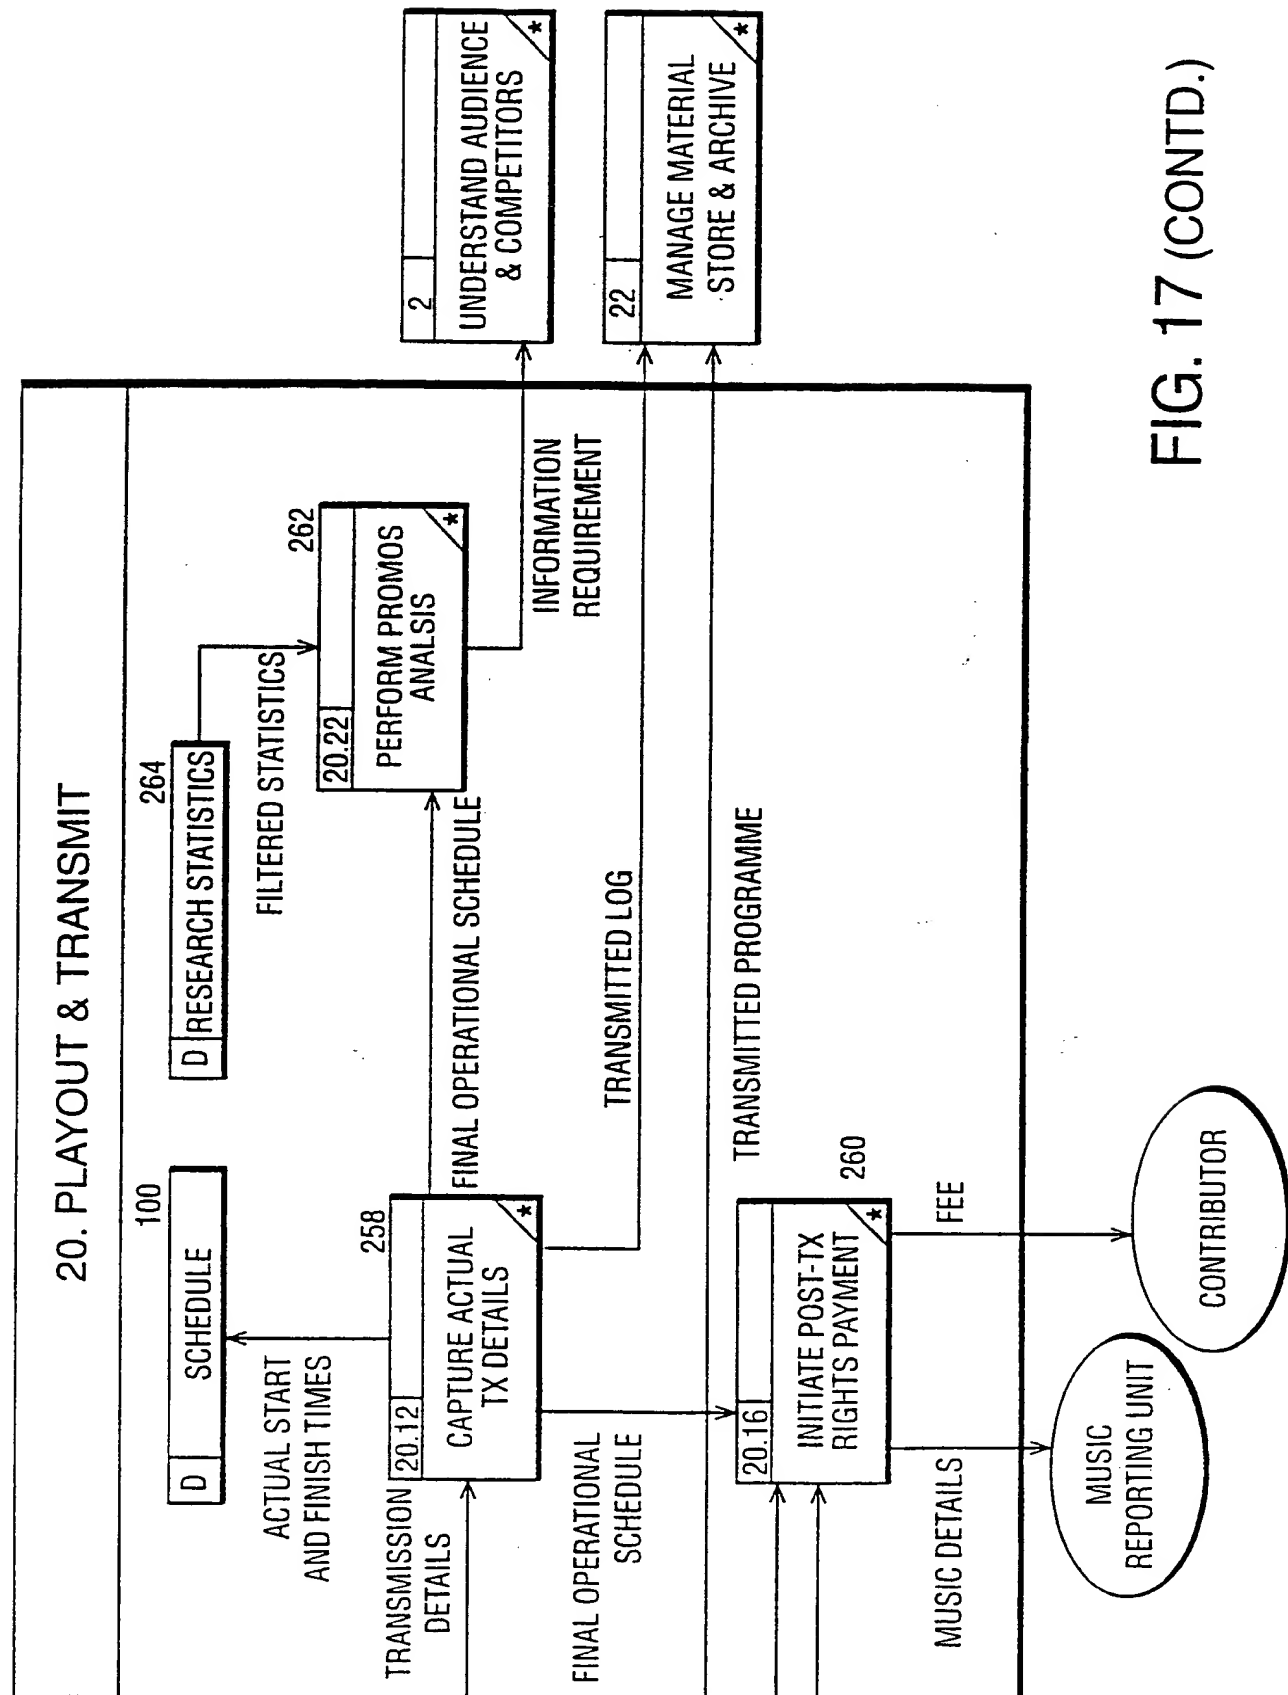 20. PLAYOUT & TRANSMIT
100
D
SCHEDULE
264
D
RESEARCH STATISTICS
ACTUAL START
AND FINISH TIMES
FILTERED STATISTICS
TRANSMISSION
DETAILS
258
20.12
CAPTURE ACTUAL
TX DETAILS
*
FINAL OPERATIONAL SCHEDULE
262
20.22
PERFORM PROMOS
ANALSIS
*
2
UNDERSTAND AUDIENCE
& COMPETITORS
*
INFORMATION
REQUIREMENT
FINAL OPERATIONAL
SCHEDULE
TRANSMITTED LOG
22
MANAGE MATERIAL
STORE & ARCHIVE
*
TRANSMITTED PROGRAMME
260
20.16
INITIATE POST-TX
RIGHTS PAYMENT
*
MUSIC DETAILS
FEE
MUSIC
REPORTING UNIT
CONTRIBUTOR
FIG. 17 (CONTD.)